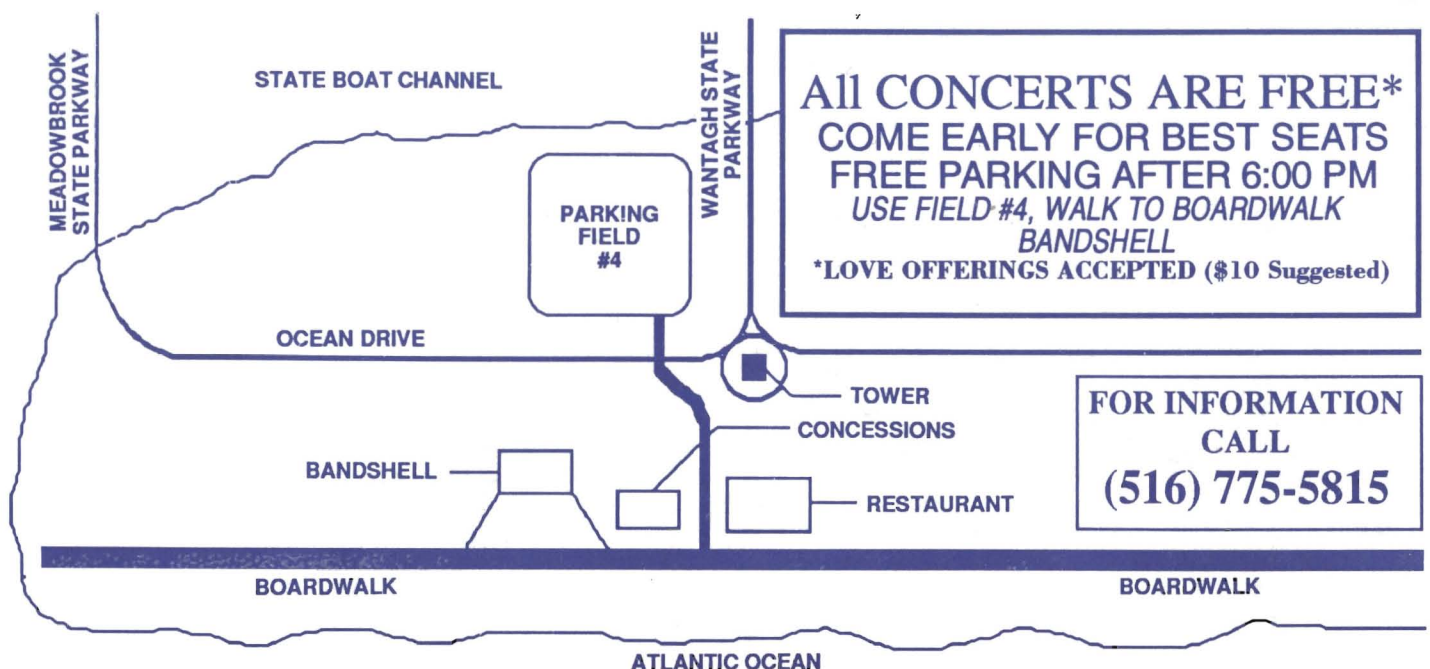 MEADOWBROOK
STATE PARKWAY
STATE BOAT CHANNEL
WANTAGH STATE
PARKWAY
All CONCERTS ARE FREE*
COME EARLY FOR BEST SEATS
FREE PARKING AFTER 6:00 PM
USE FIELD #4, WALK TO BOARDWALK
BANDSHELL
*LOVE OFFERINGS ACCEPTED ($10 Suggested)
PARKING
FIELD
#4
OCEAN DRIVE
TOWER
CONCESSIONS
BANDSHELL
RESTAURANT
FOR INFORMATION
CALL
(516) 775-5815
BOARDWALK
BOARDWALK
ATLANTIC OCEAN